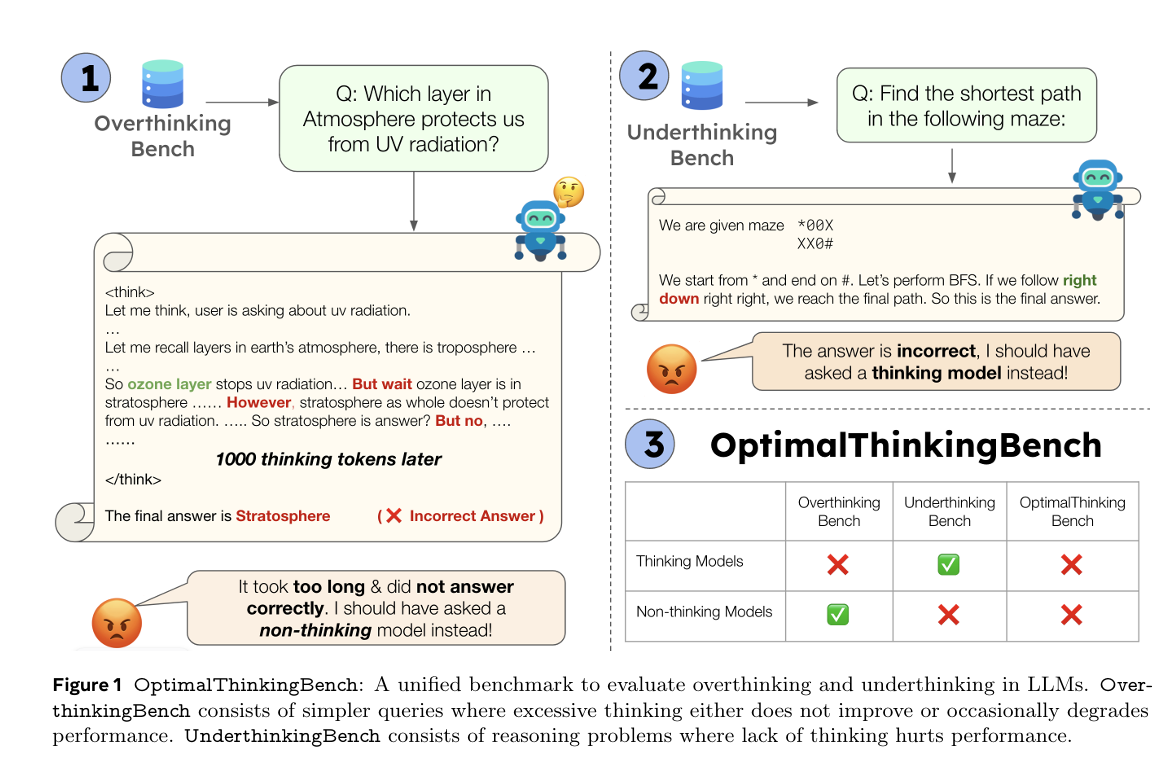 1
Overthinking
Bench
Q: Which layer in
Atmosphere protects us
from UV radiation?
<think>
Let me think, user is asking about uv radiation.
...
Let me recall layers in earth's atmosphere, there is troposphere ...
...
So ozone layer stops uv radiation... But wait ozone layer is in
stratosphere ...... However, stratosphere as whole doesn't protect
from uv radiation. ..... So stratosphere is answer? But no, ....
......
1000 thinking tokens later
</think>
The final answer is Stratosphere (❌ Incorrect Answer )
It took too long & did not answer
correctly. I should have asked a
non-thinking model instead!
2
Underthinking
Bench
Q: Find the shortest path
in the following maze:
We are given maze *00X
XX0#
We start from * and end on #. Let's perform BFS. If we follow right
down right right, we reach the final path. So this is the final answer.
The answer is incorrect, I should have
asked a thinking model instead!
3 OptimalThinkingBench
Overthinking Bench Underthinking Bench OptimalThinking Bench
Thinking Models ❌ ✅ ❌
Non-thinking Models ✅ ❌ ❌
Figure 1 OptimalThinkingBench: A unified benchmark to evaluate overthinking and underthinking in LLMs. Over-
thinkingBench consists of simpler queries where excessive thinking either does not improve or occasionally degrades
performance. UnderthinkingBench consists of reasoning problems where lack of thinking hurts performance.